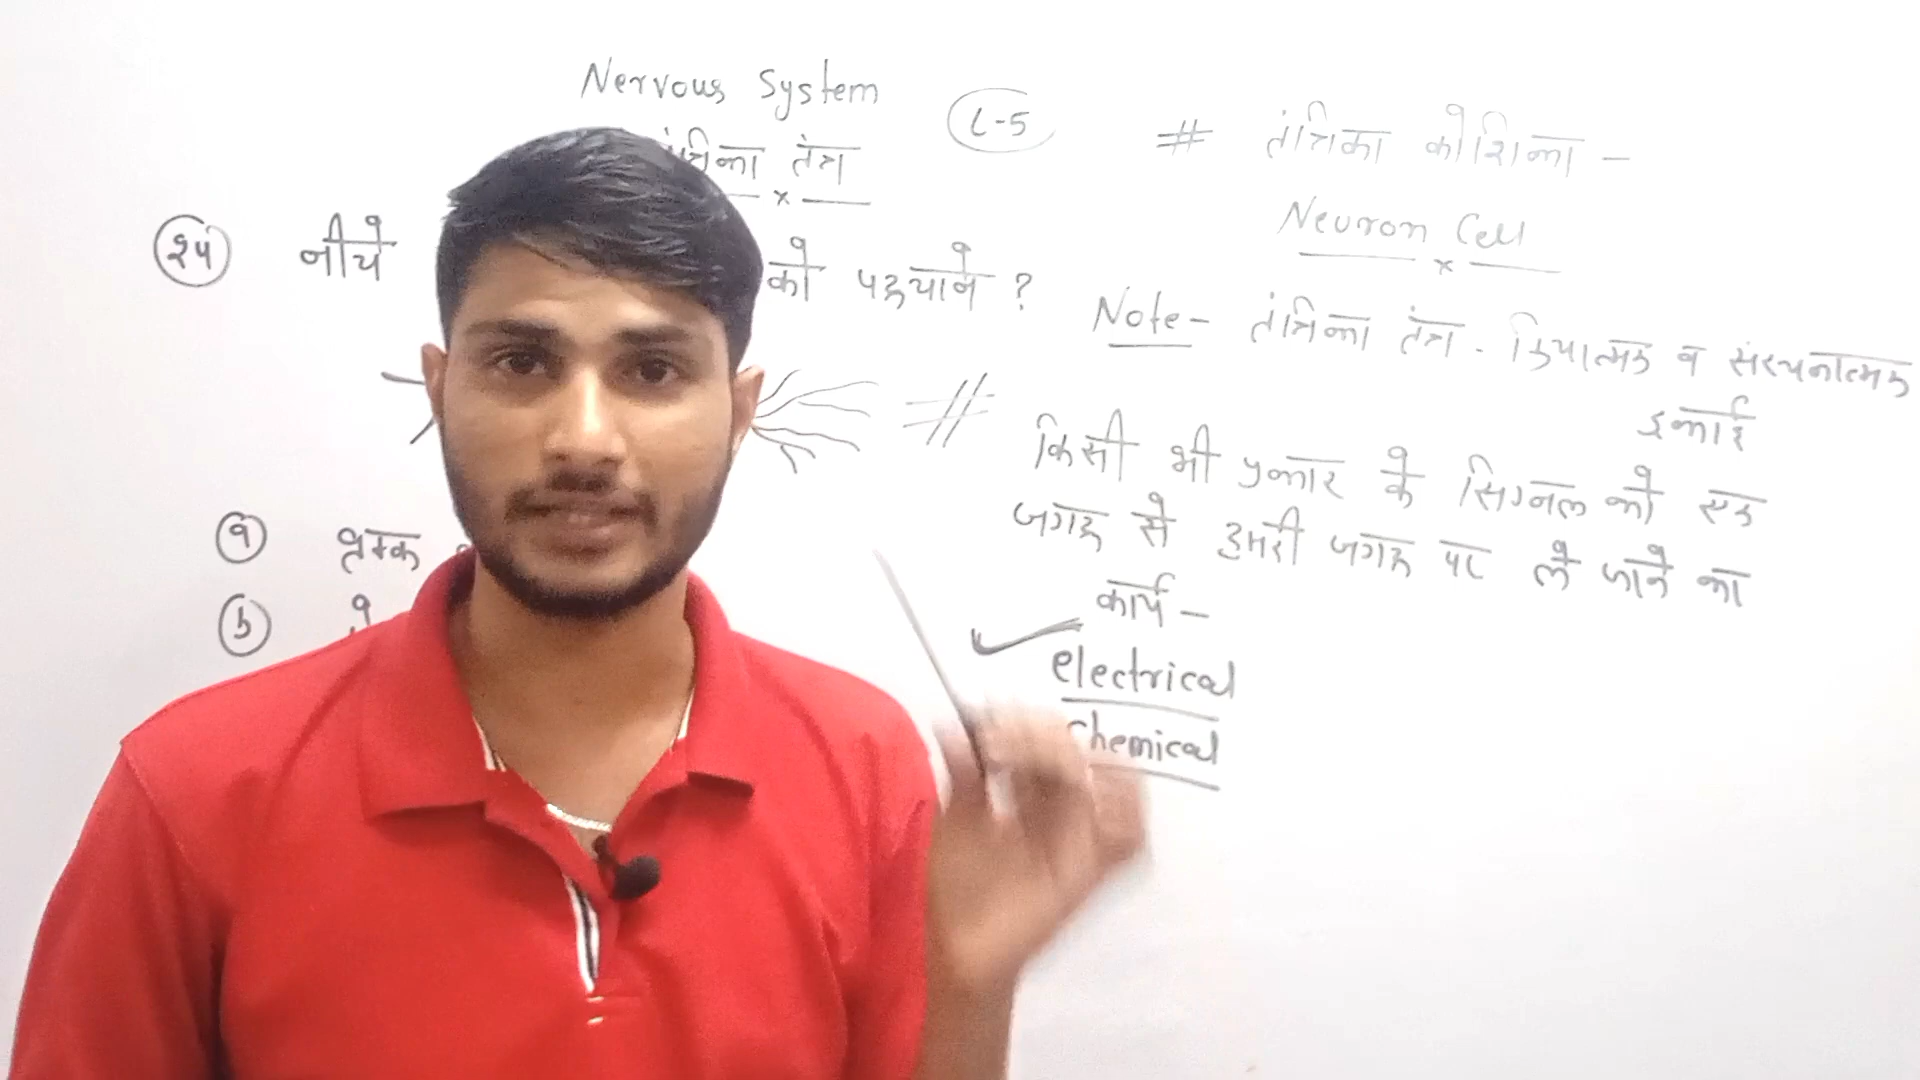 Nervous System
L-5
तंत्रिका तंत्र
x
२५ नीचे को पहचाने ?
a वृक्क
b
# तंत्रिका कोशिका -
Neuron Cell
x
Note - तंत्रिका तंत्र - क्रियात्मक व संरचनात्मक
इकाई
किसी भी प्रकार के सिग्नल को एक
जगह से दुसरी जगह पर ले जाने का
कार्य -
electrical
chemical